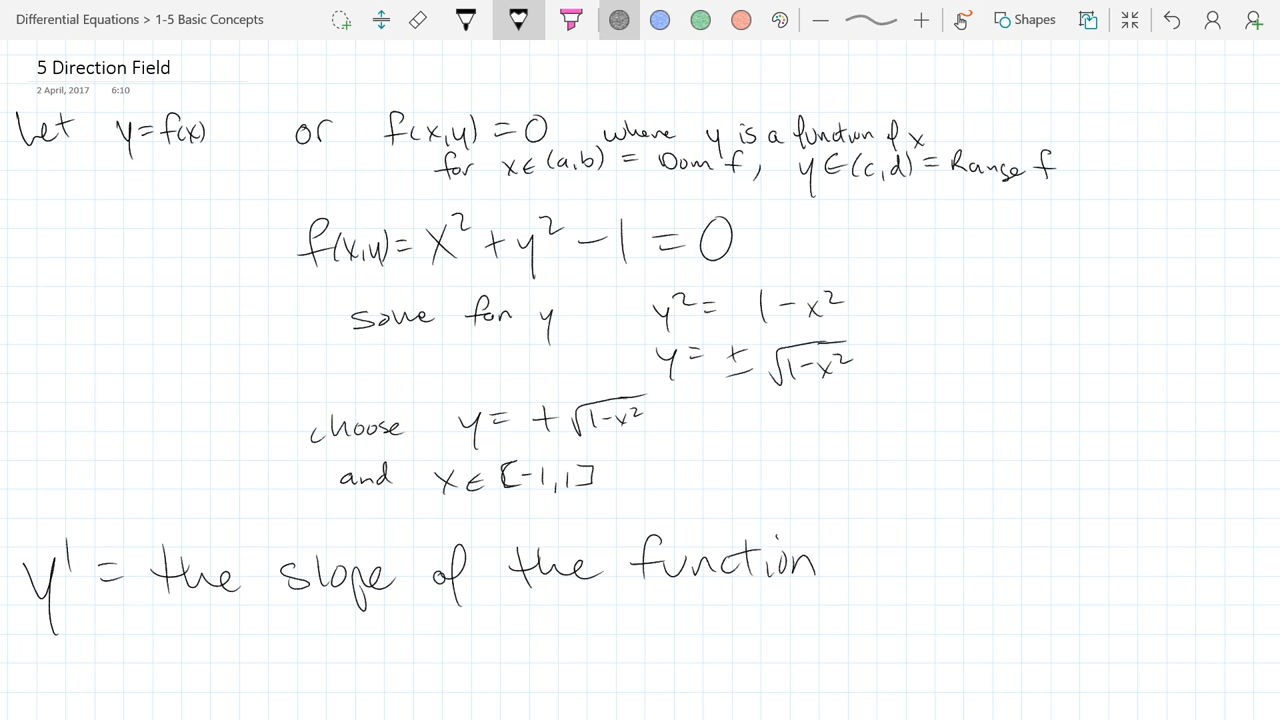 Differential Equations > 1-5 Basic Concepts
Shapes
5 Direction Field
2 April, 2017 6:10
Let y=f(x) or f(x,y)=0 where y is a function of x
for x∈(a,b) = Dom f, y∈(c,d)=Range f
f(x,y)= x²+y²-1=0
solve for y y²= 1-x²
y= ± √1-x²
choose y= +√1-x²
and x∈[-1,1]
y'= the slope of the function